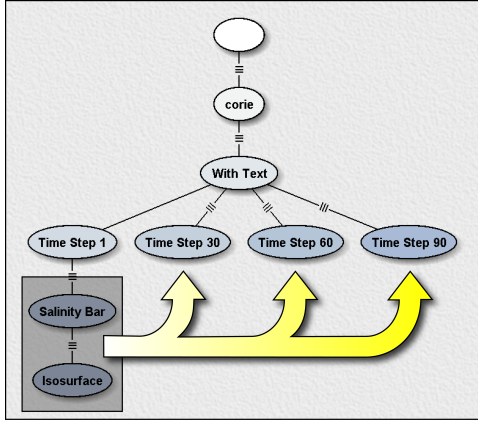 corie
With Text
Time Step 1
Time Step 30
Time Step 60
Time Step 90
Salinity Bar
Isosurface